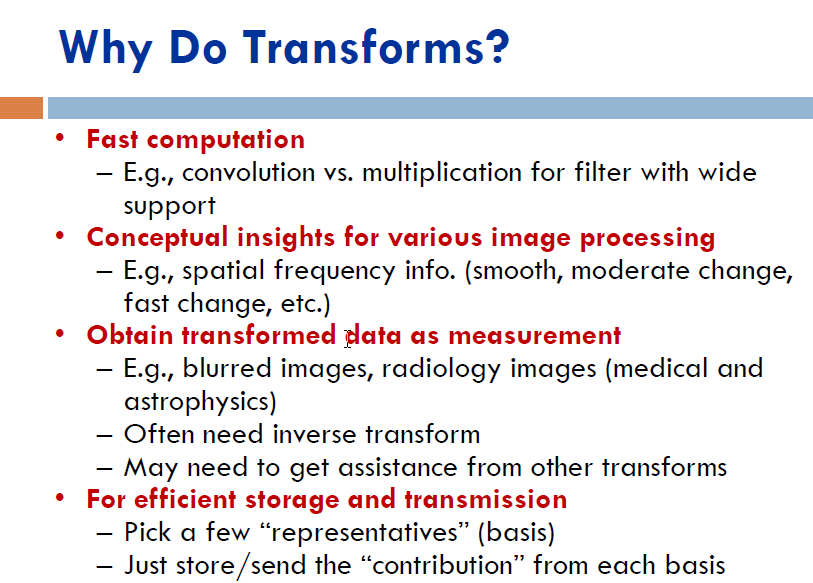 Why Do Transforms?
• Fast computation
– E.g., convolution vs. multiplication for filter with wide
support
• Conceptual insights for various image processing
– E.g., spatial frequency info. (smooth, moderate change,
fast change, etc.)
• Obtain transformed data as measurement
– E.g., blurred images, radiology images (medical and
astrophysics)
– Often need inverse transform
– May need to get assistance from other transforms
• For efficient storage and transmission
– Pick a few “representatives” (basis)
– Just store/send the “contribution” from each basis